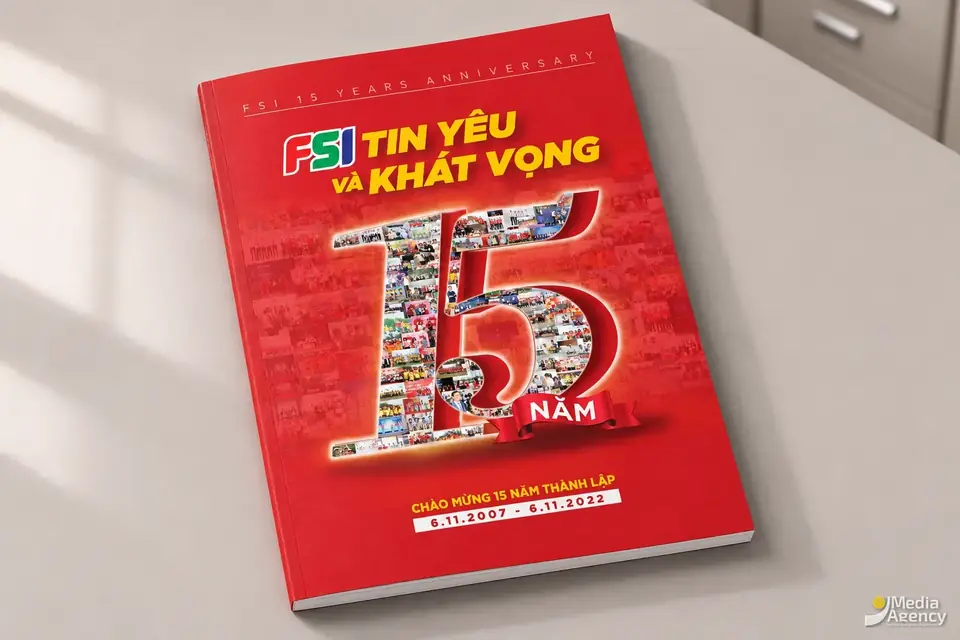 FSI 15 YEARS ANNIVERSARY
FSI TIN YÊU
VÀ KHÁT VỌNG
15
NĂM
CHÀO MỪNG 15 NĂM THÀNH LẬP
6.11.2007 - 6.11.2022
Media
Agency